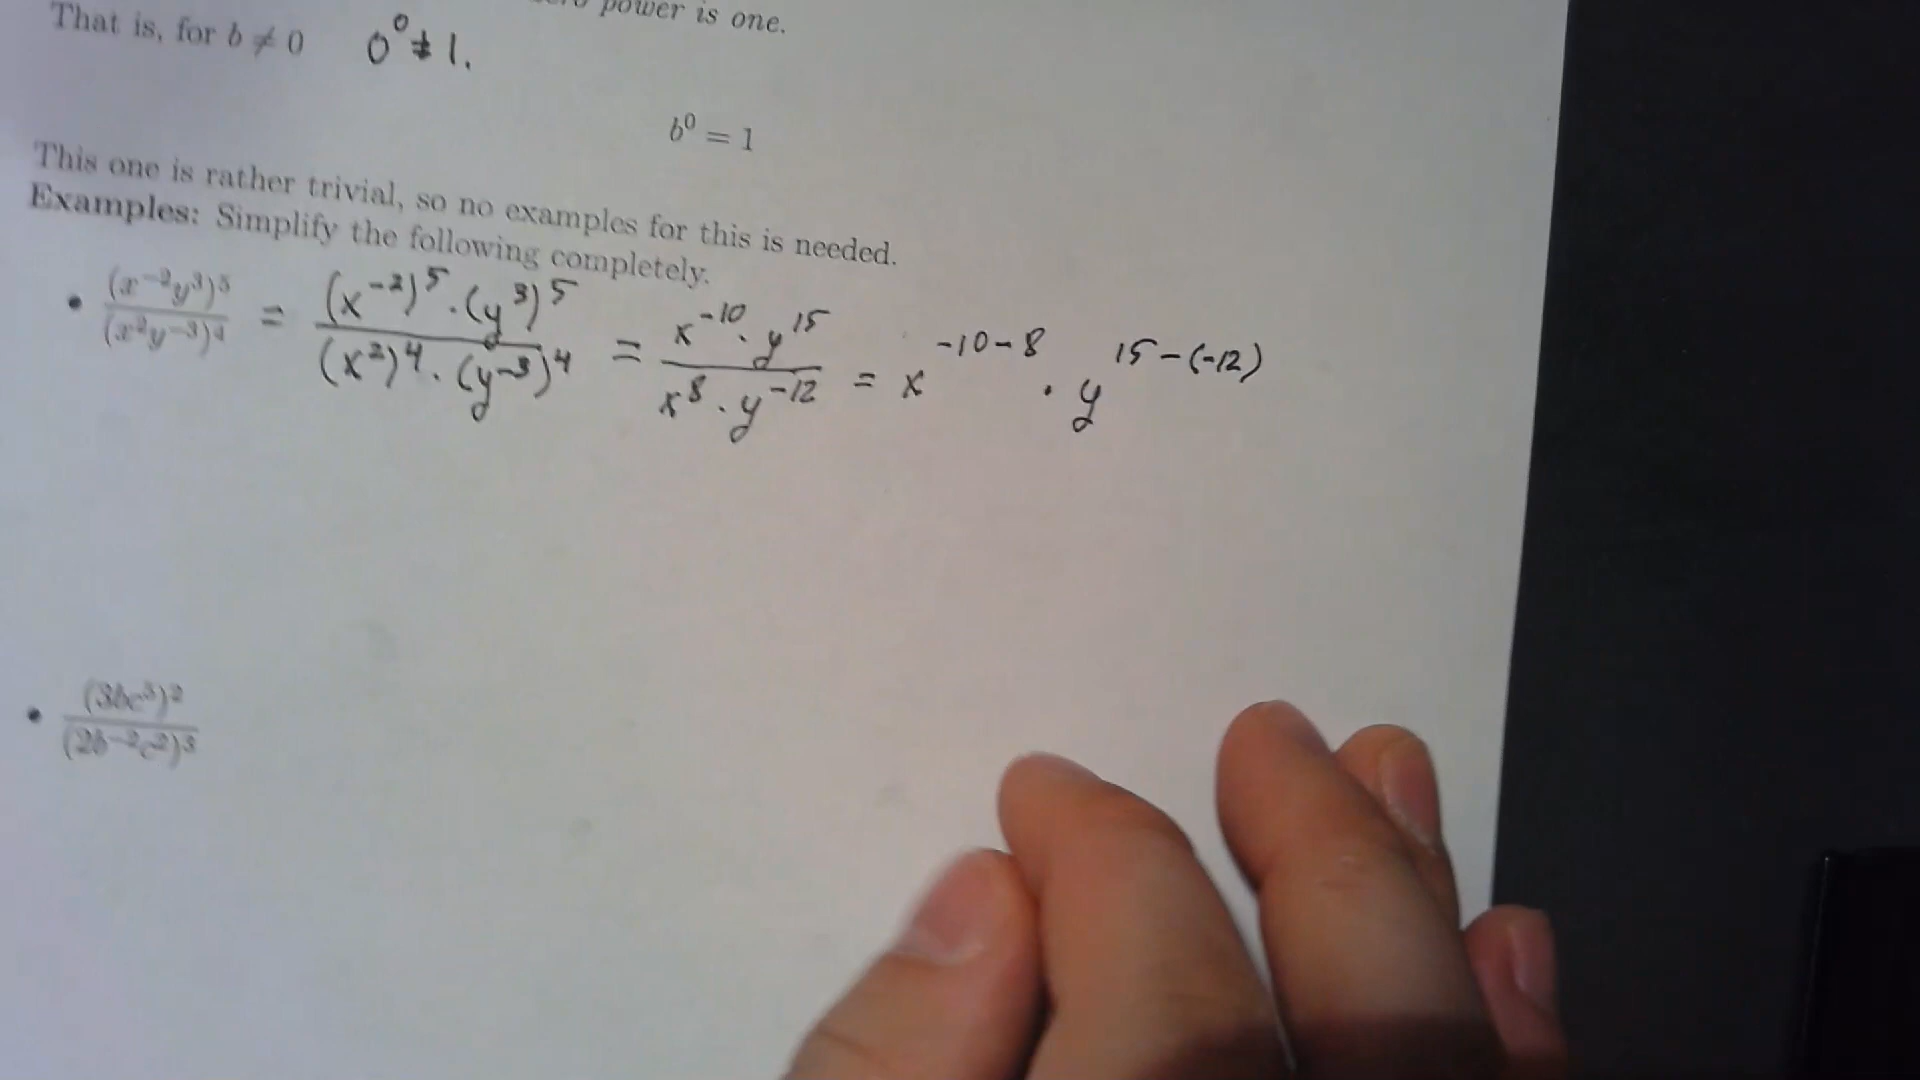 power is one.
That is, for b ≠ 0 0⁰ ≠ 1.
b⁰ = 1
This one is rather trivial, so no examples for this is needed.
Examples: Simplify the following completely.
• (x⁻²y³)⁵/(x²y⁻³)⁴ = (x⁻²)⁵·(y³)⁵/(x²)⁴·(y⁻³)⁴ = x⁻¹⁰·y¹⁵/x⁸·y⁻¹² = x⁻¹⁰⁻⁸·y¹⁵⁻⁽⁻¹²⁾
• (3bc³)²/(2b⁻²c²)³